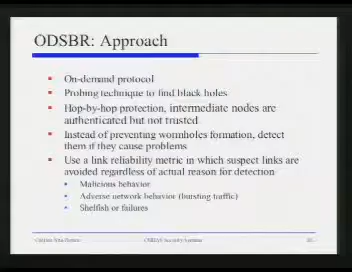 ODSBR: Approach
On-demand protocol
Probing technique to find black holes
Hop-by-hop protection, intermediate nodes are
authenticated but not trusted
Instead of preventing wormholes formation, detect
them if they cause problems
Use a link reliability metric in which suspect links are
avoided regardless of actual reason for detection
Malicious behavior
Adverse network behavior (bursting traffic)
Shelfish or failures